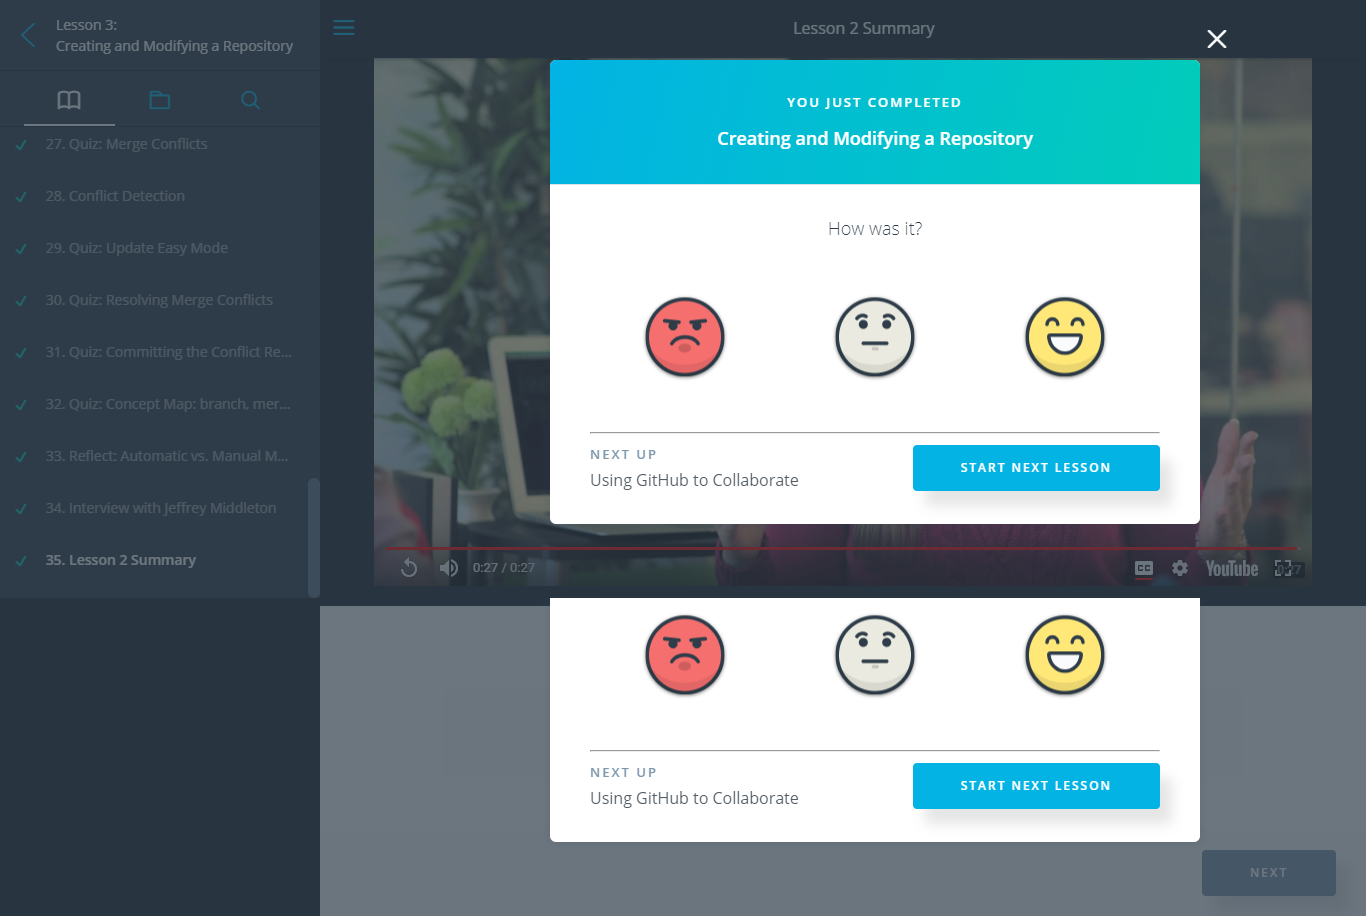 Lesson 3:
Creating and Modifying a Repository
27. Quiz: Merge Conflicts
28. Conflict Detection
29. Quiz: Update Easy Mode
30. Quiz: Resolving Merge Conflicts
31. Quiz: Committing the Conflict Re...
32. Quiz: Concept Map: branch, mer...
33. Reflect: Automatic vs. Manual M...
34. Interview with Jeffrey Middleton
35. Lesson 2 Summary
Lesson 2 Summary
YOU JUST COMPLETED
Creating and Modifying a Repository
How was it?
NEXT UP
Using GitHub to Collaborate
START NEXT LESSON
0:27 / 0:27
CC
YouTube
0:27
NEXT UP
Using GitHub to Collaborate
START NEXT LESSON
NEXT